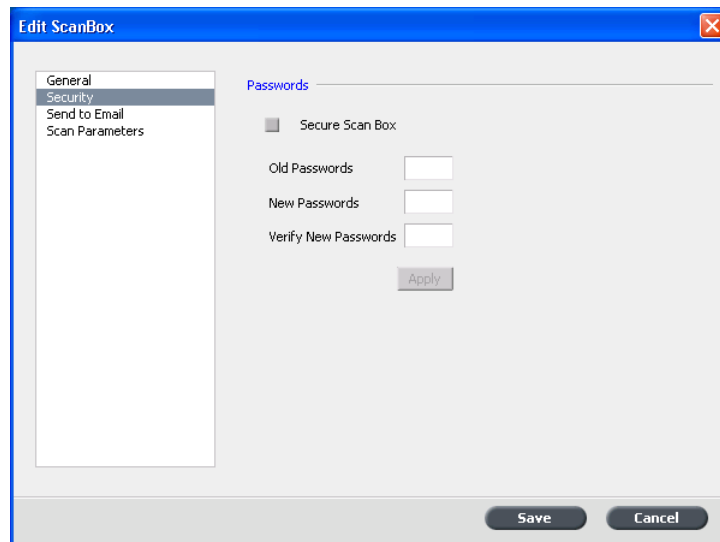 Edit ScanBox
General
Security
Send to Email
Scan Parameters
Passwords
Secure Scan Box
Old Passwords
New Passwords
Verify New Passwords
Apply
Save
Cancel